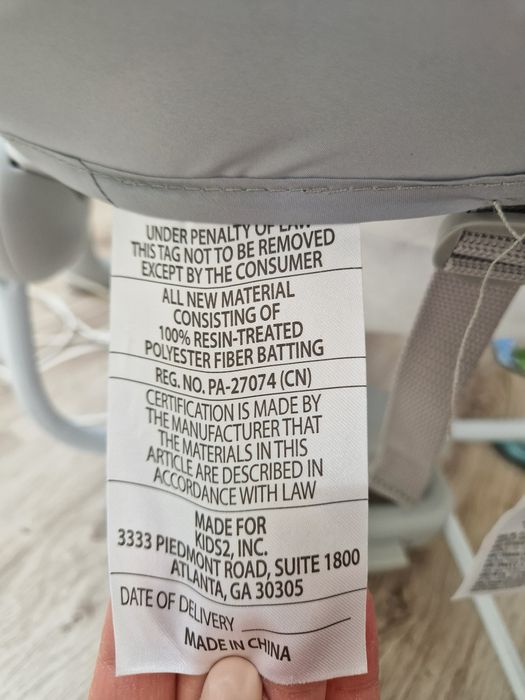 UNDER PENALTY OF LAW
THIS TAG NOT TO BE REMOVED
EXCEPT BY THE CONSUMER
ALL NEW MATERIAL
CONSISTING OF
100% RESIN-TREATED
POLYESTER FIBER BATTING
REG. NO. PA-27074 (CN)
CERTIFICATION IS MADE BY
THE MANUFACTURER THAT
THE MATERIALS IN THIS
ARTICLE ARE DESCRIBED IN
ACCORDANCE WITH LAW
MADE FOR
KIDS2, INC.
3333 PIEDMONT ROAD, SUITE 1800
ATLANTA, GA 30305
DATE OF DELIVERY
MADE IN CHINA